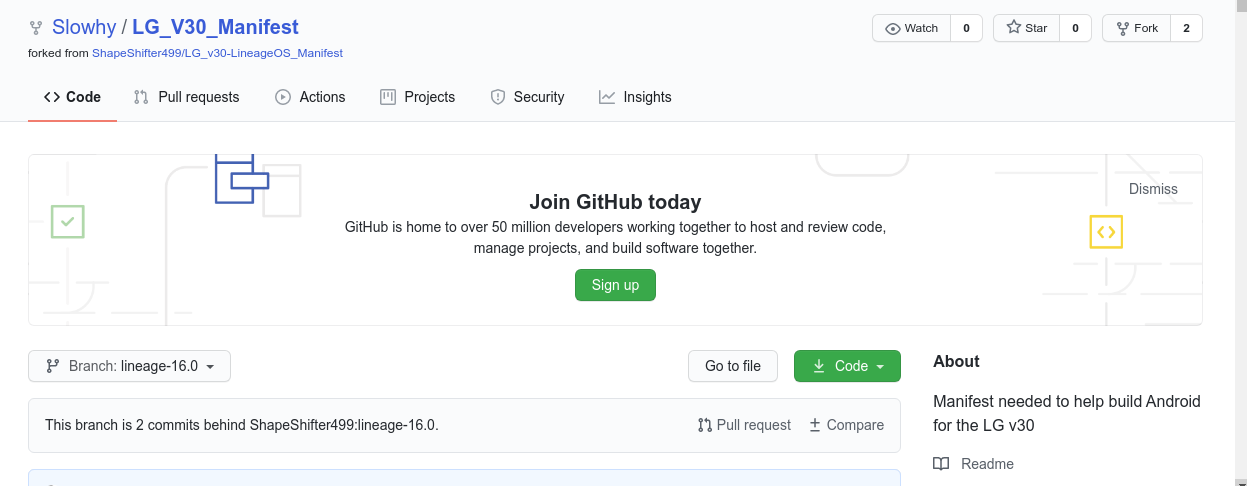 Slowhy / LG_V30_Manifest
Watch 0 Star 0 Fork 2
forked from ShapeShifter499/LG_v30-LineageOS_Manifest
Code Pull requests Actions Projects Security Insights
Dismiss
Join GitHub today
GitHub is home to over 50 million developers working together to host and review code,
manage projects, and build software together.
Sign up
Branch: lineage-16.0 Go to file Code
This branch is 2 commits behind ShapeShifter499:lineage-16.0. Pull request Compare
About
Manifest needed to help build Android
for the LG v30
Readme